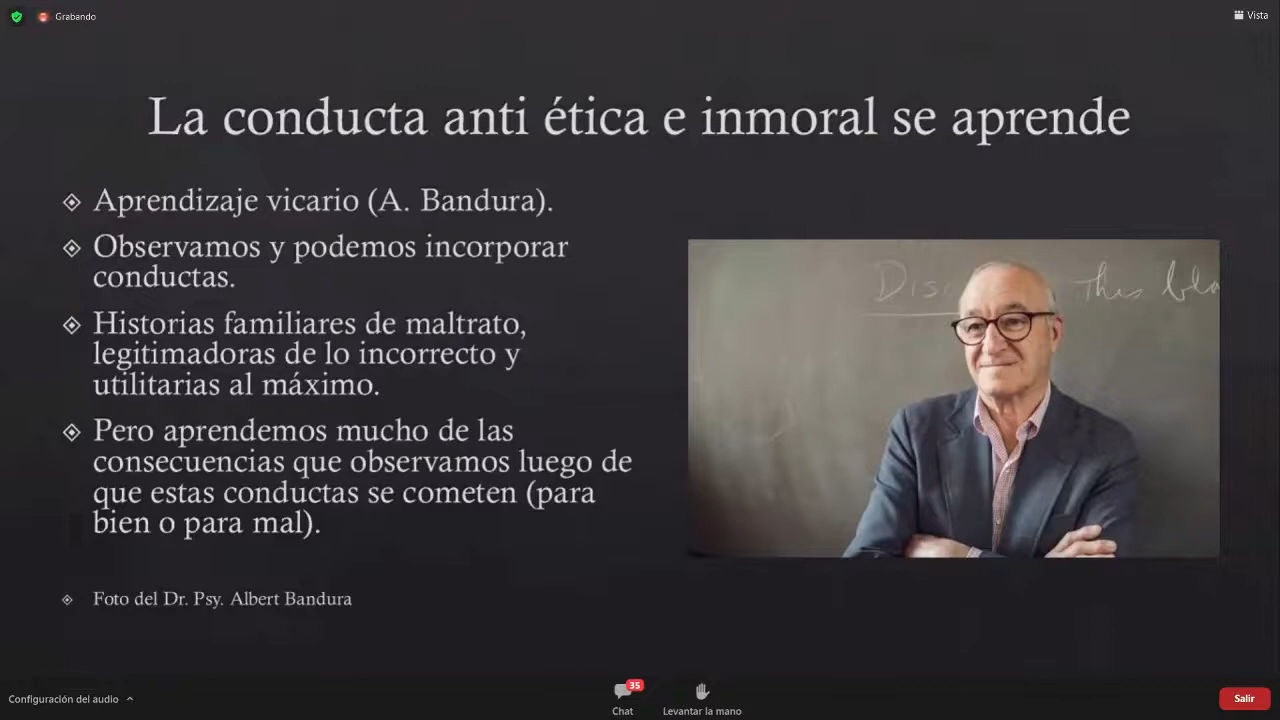 Grabando
Vista
La conducta anti ética e inmoral se aprende
Aprendizaje vicario (A. Bandura).
Observamos y podemos incorporar
conductas.
Historias familiares de maltrato,
legitimadoras de lo incorrecto y
utilitarias al máximo.
Pero aprendemos mucho de las
consecuencias que observamos luego de
que estas conductas se cometen (para
bien o para mal).
This
Foto del Dr. Psy. Albert Bandura
Configuración del audio
35
Chat
Levantar la mano
Salir